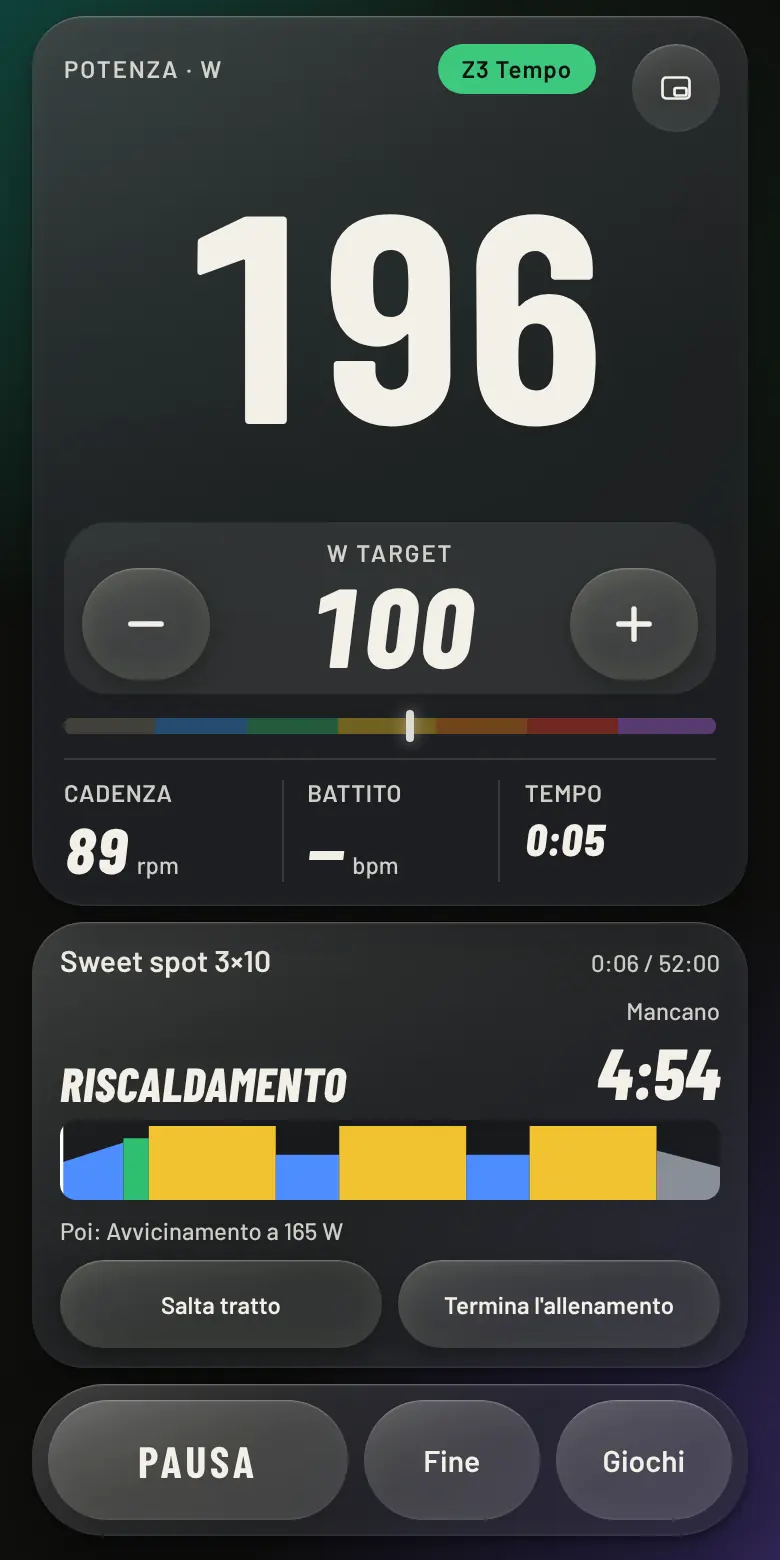 POTENZA · W
Z3 Tempo
196
W TARGET
− 100 +
CADENZA BATTITO TEMPO
89 rpm – bpm 0:05
Sweet spot 3×10 0:06 / 52:00
Mancano
RISCALDAMENTO 4:54
Poi: Avvicinamento a 165 W
Salta tratto Termina l'allenamento
PAUSA Fine Giochi